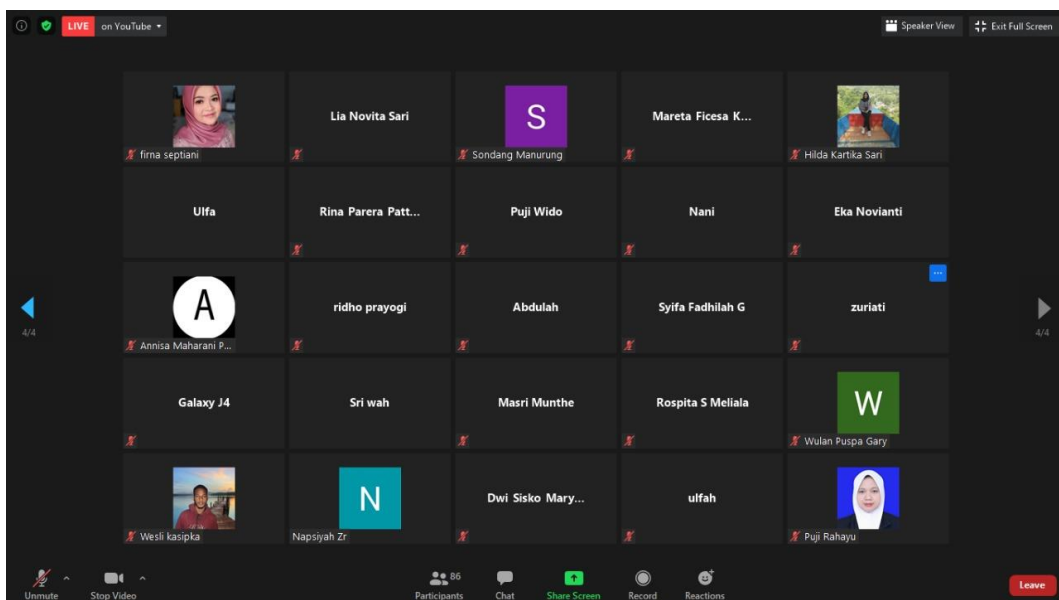 LIVE on YouTube
Speaker View
Exit Full Screen
firna septiani
Lia Novita Sari
S
Sondang Manurung
Mareta Ficesa K...
Hilda Kartika Sari
Ulfa
Rina Parera Patt...
Puji Wido
Nani
Eka Novianti
A
Annisa Maharani P...
ridho prayogi
Abdulah
Syifa Fadhilah G
zuriati
4/4
4/4
Galaxy J4
Sri wah
Masri Munthe
Rospita S Meliala
W
Wulan Puspa Gary
Wesli kasipka
N
Napsiyah Zr
Dwi Sisko Mary...
ulfah
Puji Rahayu
Unmute
Stop Video
86
Participants
Chat
Share Screen
Record
Reactions
Leave